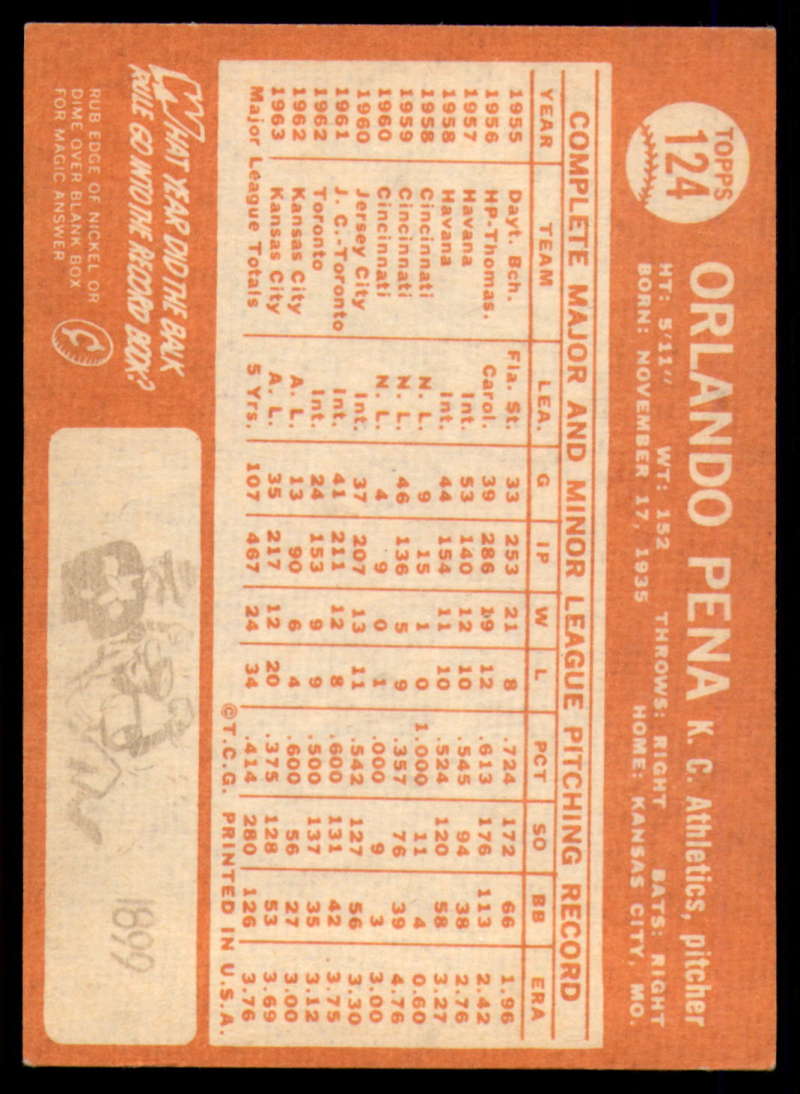 TOPPS
124
ORLANDO PENA K. C. Athletics, pitcher
HT: 5'11" WT: 152 THROWS: RIGHT BATS: RIGHT
BORN: NOVEMBER 17, 1935 HOME: KANSAS CITY, MO.
COMPLETE MAJOR AND MINOR LEAGUE PITCHING RECORD
YEAR TEAM LEA. G IP W L PCT SO BB ERA
1955 Dayt. Bch. Fla. St. 33 253 21 8 .724 172 66 1.96
1956 HP-Thomas. Carol. 39 286 19 12 .613 176 113 2.42
1957 Havana Int. 53 140 12 10 .545 94 38 2.76
1958 Havana Int. 44 154 11 10 .524 120 58 3.27
1958 Cincinnati N. L. 9 15 1 0 1.000 11 4 0.60
1959 Cincinnati N. L. 46 136 5 9 .357 76 39 4.76
1960 Cincinnati N. L. 4 9 0 1 .000 9 3 3.00
1960 Jersey City Int. 37 207 13 11 .542 127 56 3.30
1961 J. C.-Toronto Int. 41 211 12 8 .600 131 42 3.75
1962 Toronto Int. 24 153 9 9 .500 137 35 3.12
1962 Kansas City A. L. 13 90 6 4 .600 56 27 3.00
1963 Kansas City A. L. 35 217 12 20 .375 128 53 3.69
Major League Totals 5 Yrs. 107 467 24 34 .414 280 126 3.76
©T.C.G. PRINTED IN U.S.A.
WHAT YEAR DID THE BALK
RULE GO INTO THE RECORD BOOK?
RUB EDGE OF NICKEL OR
DIME OVER BLANK BOX
FOR MAGIC ANSWER
1899